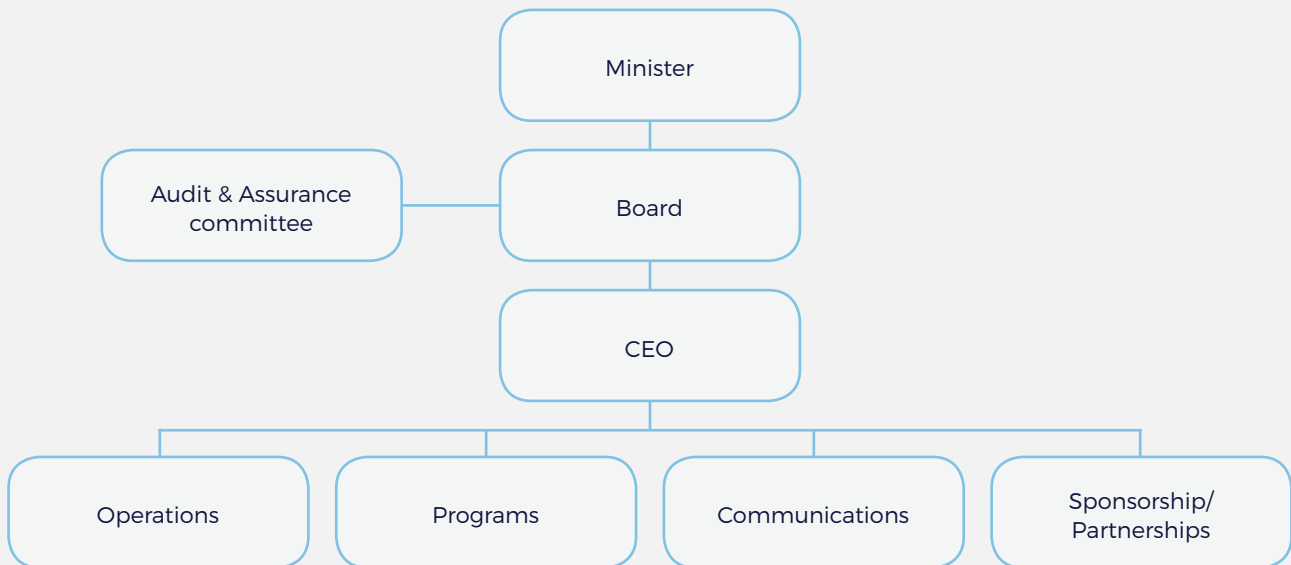 Minister
Audit & Assurance
committee
Board
CEO
Operations
Programs
Communications
Sponsorship/
Partnerships